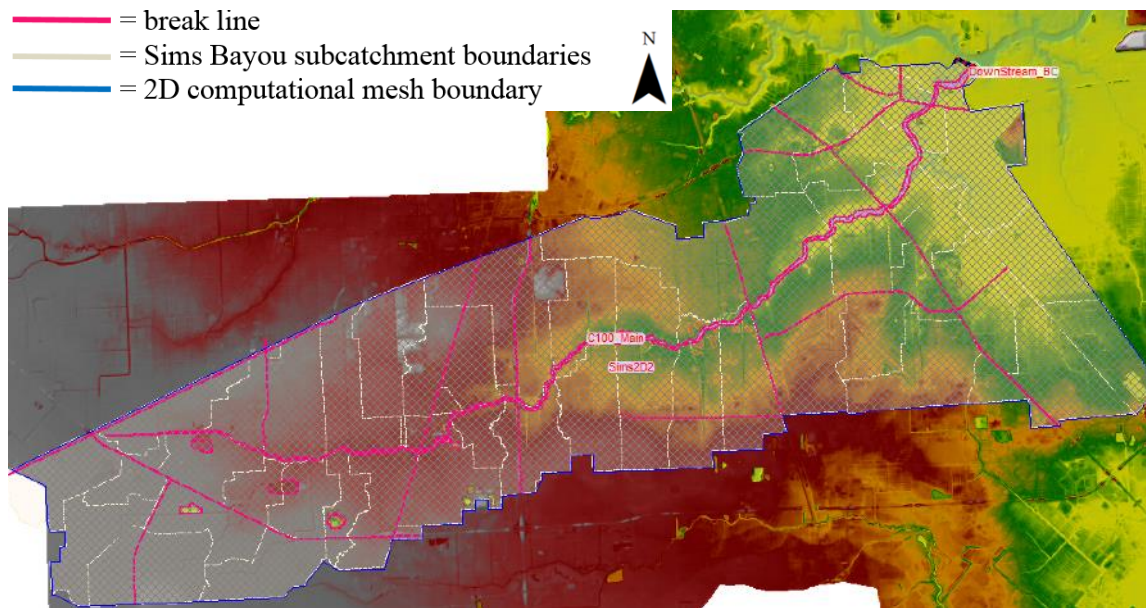 = break line
= Sims Bayou subcatchment boundaries
= 2D computational mesh boundary
N
DownStream_BC
C100_Main
Sims2D2